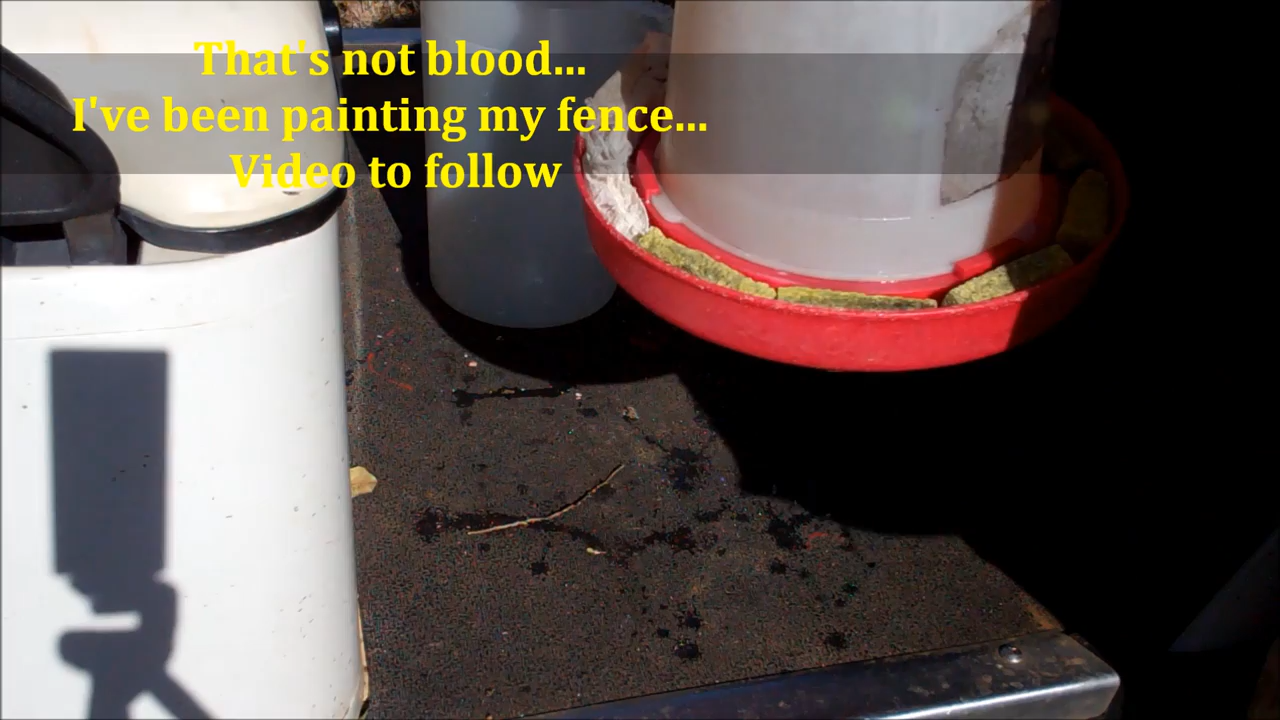 That's not blood...
I've been painting my fence...
Video to follow